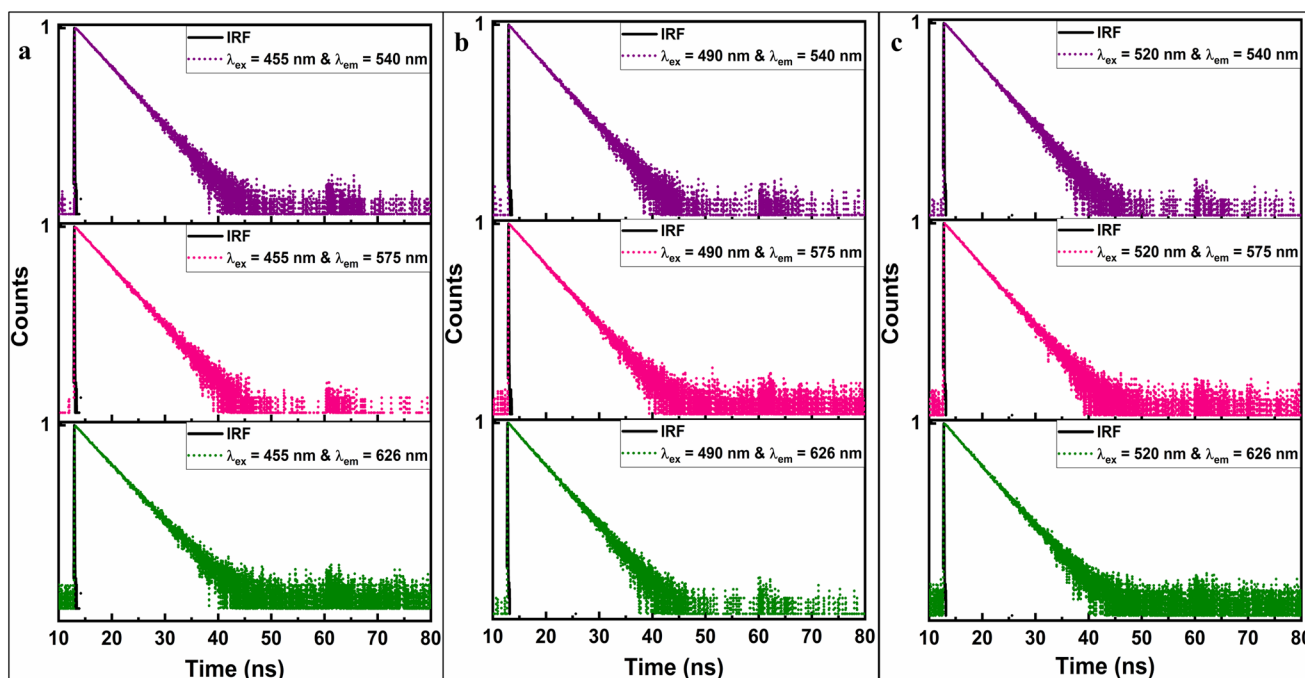 a
1
IRF
λex = 455 nm & λem = 540 nm
1
IRF
λex = 455 nm & λem = 575 nm
1
IRF
λex = 455 nm & λem = 626 nm
Counts
10 20 30 40 50 60 70 80
Time (ns)
b
1
IRF
λex = 490 nm & λem = 540 nm
1
IRF
λex = 490 nm & λem = 575 nm
1
IRF
λex = 490 nm & λem = 626 nm
Counts
10 20 30 40 50 60 70 80
Time (ns)
c
1
IRF
λex = 520 nm & λem = 540 nm
1
IRF
λex = 520 nm & λem = 575 nm
1
IRF
λex = 520 nm & λem = 626 nm
Counts
10 20 30 40 50 60 70 80
Time (ns)